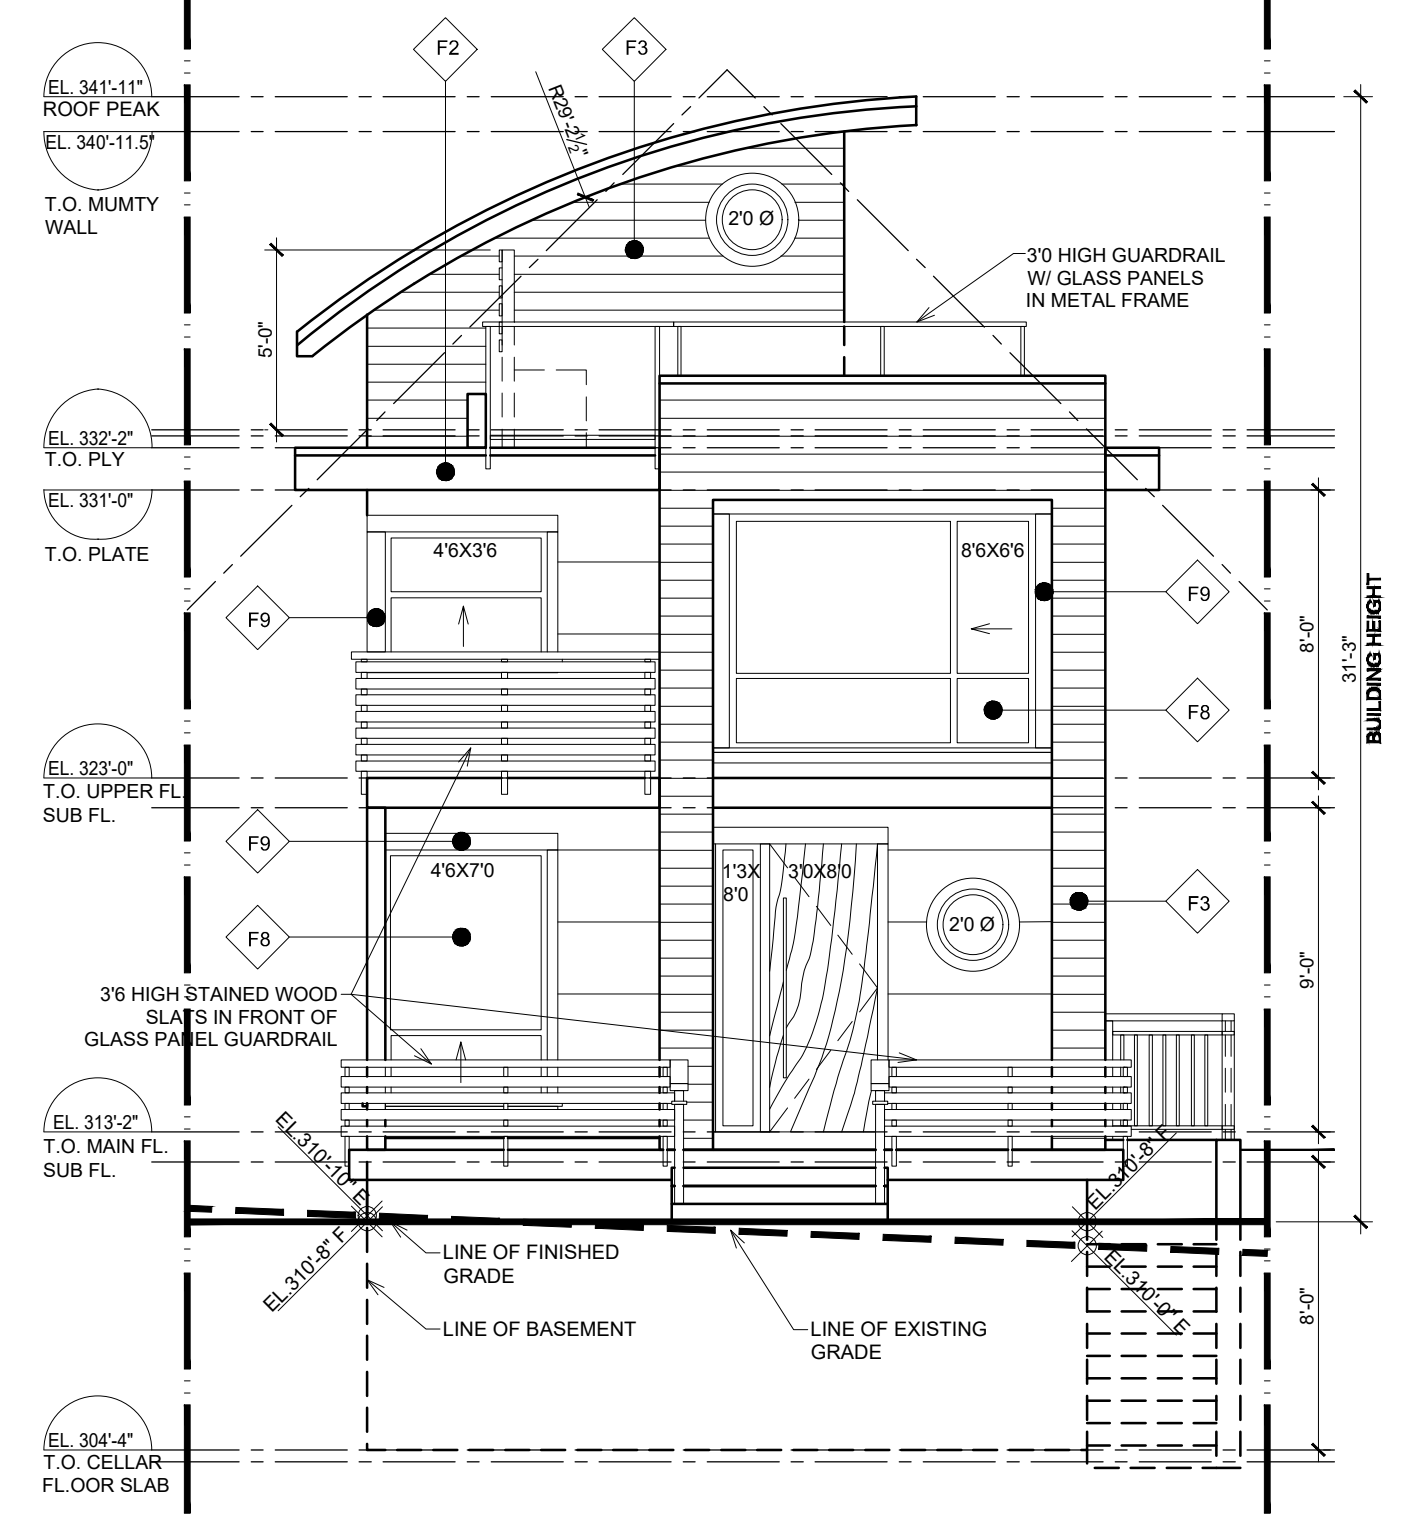 F2
F3
EL. 341'-11"
ROOF PEAK
R29'-2½"
EL. 340'-11.5"
T.O. MUMTY
WALL
2'0 Ø
3'0 HIGH GUARDRAIL
W/ GLASS PANELS
IN METAL FRAME
5'-0"
EL. 332'-2"
T.O. PLY
EL. 331'-0"
T.O. PLATE
4'6X3'6
8'6X6'6
F9
F9
8'-0"
31'-3"
BUILDING HEIGHT
F8
EL. 323'-0"
T.O. UPPER FL.
SUB FL.
F9
4'6X7'0
1'3X
8'0
3'0X8'0
F3
2'0 Ø
F8
9'-0"
3'6 HIGH STAINED WOOD
SLATS IN FRONT OF
GLASS PANEL GUARDRAIL
EL. 313'-2"
T.O. MAIN FL.
SUB FL.
EL.310'-10" E
EL.310'-8" F
EL.310'-8" F
EL.310'-0" E
LINE OF FINISHED
GRADE
LINE OF BASEMENT
LINE OF EXISTING
GRADE
8'-0"
EL. 304'-4"
T.O. CELLAR
FL.OOR SLAB